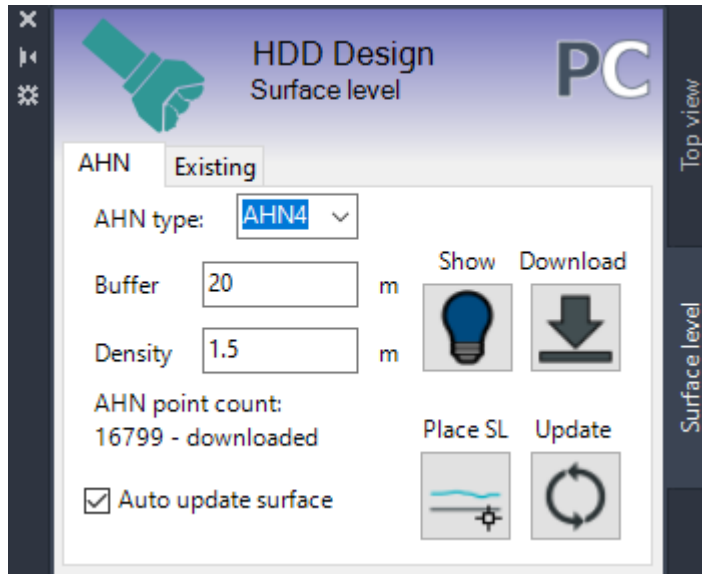 HDD Design
Surface level
PC
AHN
Existing
AHN type: AHN4
Buffer 20 m
Density 1.5 m
Show
Download
AHN point count:
16799 - downloaded
Place SL
Update
Auto update surface
Top view
Surface level